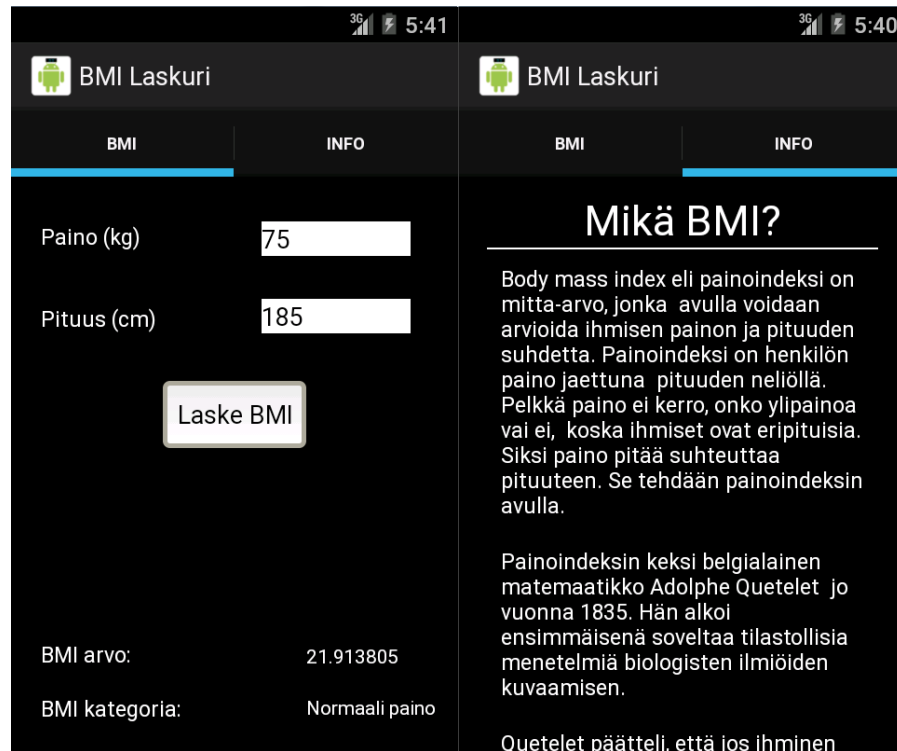 3G 5:41
BMI Laskuri
BMI INFO
Paino (kg) 75
Pituus (cm) 185
Laske BMI
BMI arvo: 21.913805
BMI kategoria: Normaali paino
3G 5:40
BMI Laskuri
BMI INFO
Mikä BMI?
Body mass index eli painoindeksi on
mitta-arvo, jonka avulla voidaan
arvioida ihmisen painon ja pituuden
suhdetta. Painoindeksi on henkilön
paino jaettuna pituuden neliöllä.
Pelkkä paino ei kerro, onko ylipainoa
vai ei, koska ihmiset ovat eripituisia.
Siksi paino pitää suhteuttaa
pituuteen. Se tehdään painoindeksin
avulla.
Painoindeksin keksi belgialainen
matemaatikko Adolphe Quetelet jo
vuonna 1835. Hän alkoi
ensimmäisenä soveltaa tilastollisia
menetelmiä biologisten ilmiöiden
kuvaamisen.
Quetelet päätteli, että jos ihminen